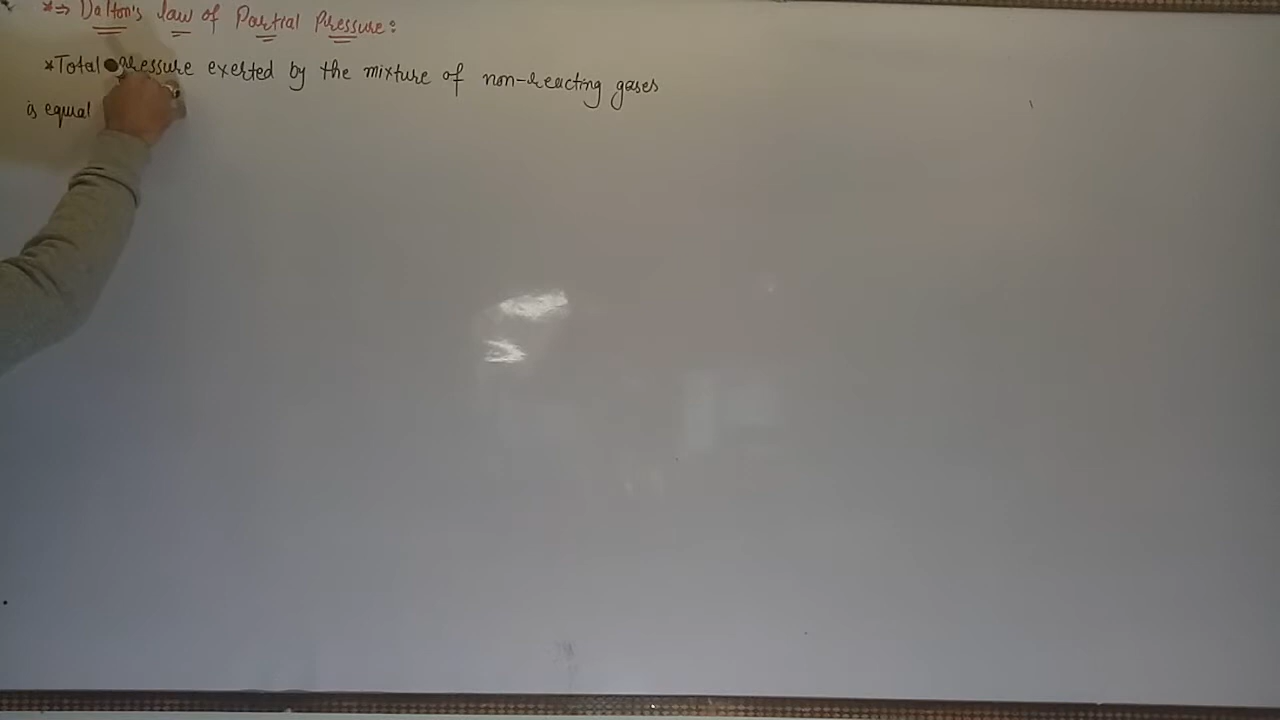 *⇒ Dalton's law of Partial Pressure:
*Total pressure exerted by the mixture of non-reacting gases
is equal